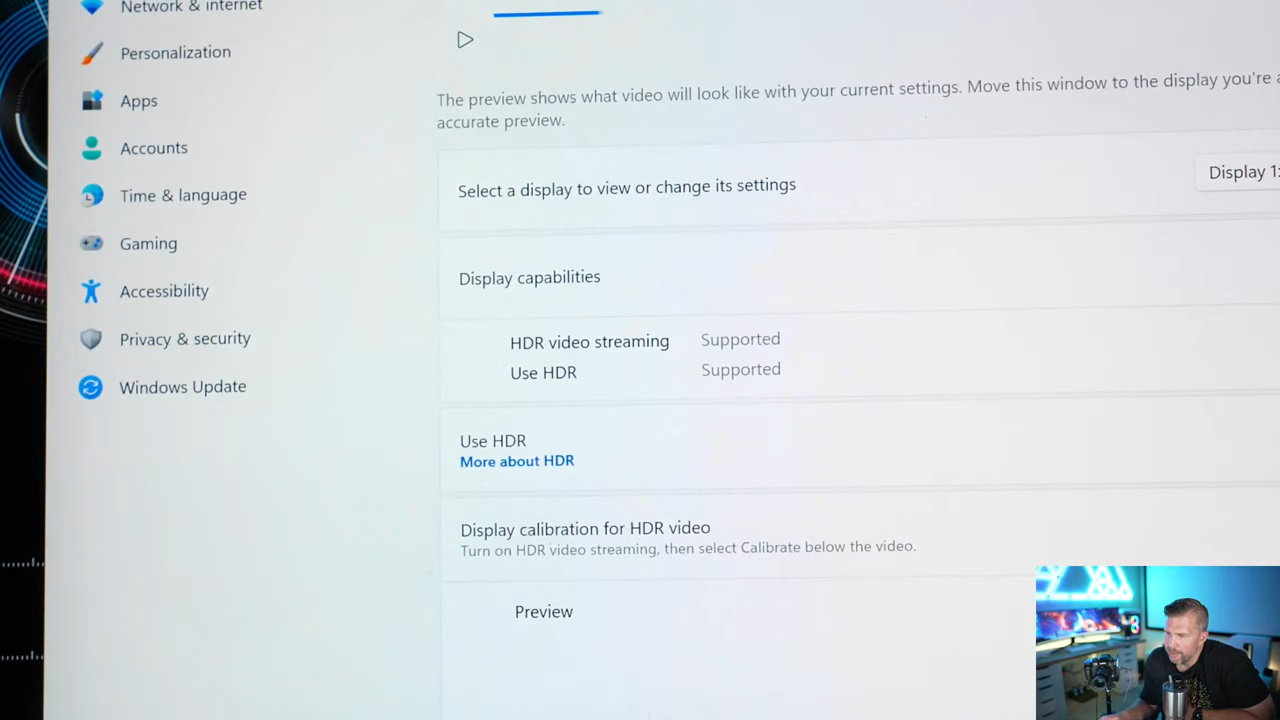 Network & internet
Personalization
Apps
Accounts
Time & language
Gaming
Accessibility
Privacy & security
Windows Update
The preview shows what video will look like with your current settings. Move this window to the display you're
accurate preview.
Select a display to view or change its settings
Display 1:
Display capabilities
HDR video streaming Supported
Use HDR Supported
Use HDR
More about HDR
Display calibration for HDR video
Turn on HDR video streaming, then select Calibrate below the video.
Preview